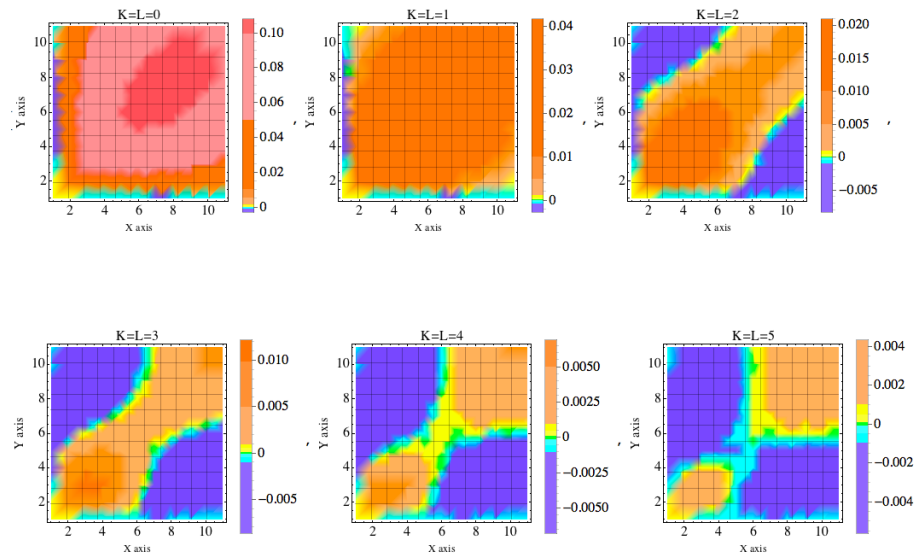 K=L=0
K=L=1
K=L=2
10
8
6
4
2
Y axis
2 4 6 8 10
X axis
0.10
0.08
0.06
0.04
0.02
0
,
10
8
6
4
2
Y axis
2 4 6 8 10
X axis
0.04
0.03
0.02
0.01
0
,
10
8
6
4
2
Y axis
2 4 6 8 10
X axis
0.020
0.015
0.010
0.005
0
−0.005
,
K=L=3
K=L=4
K=L=5
10
8
6
4
2
Y axis
2 4 6 8 10
X axis
0.010
0.005
0
−0.005
,
10
8
6
4
2
Y axis
2 4 6 8 10
X axis
0.0050
0.0025
0
−0.0025
−0.0050
,
10
8
6
4
2
Y axis
2 4 6 8 10
X axis
0.004
0.002
0
−0.002
−0.004